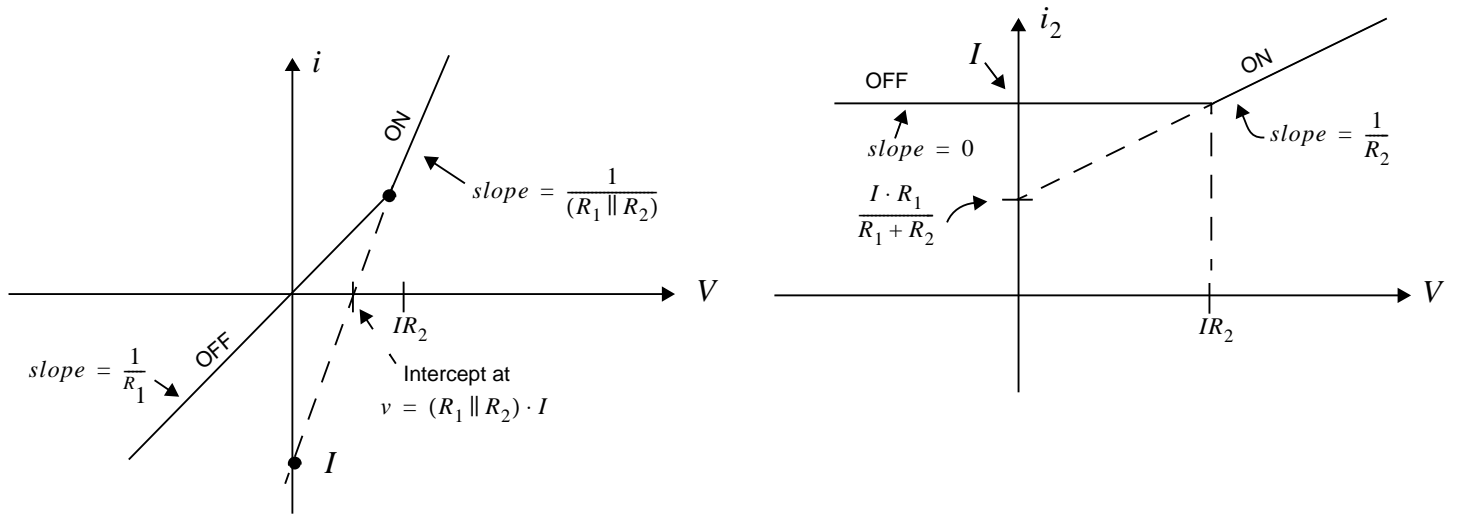 i
ON
slope = 1/(R1 || R2)
V
IR2
OFF
slope = 1/R1
Intercept at
v = (R1 || R2) · I
I
i2
I
OFF
ON
slope = 0
slope = 1/R2
I · R1/R1 + R2
V
IR2